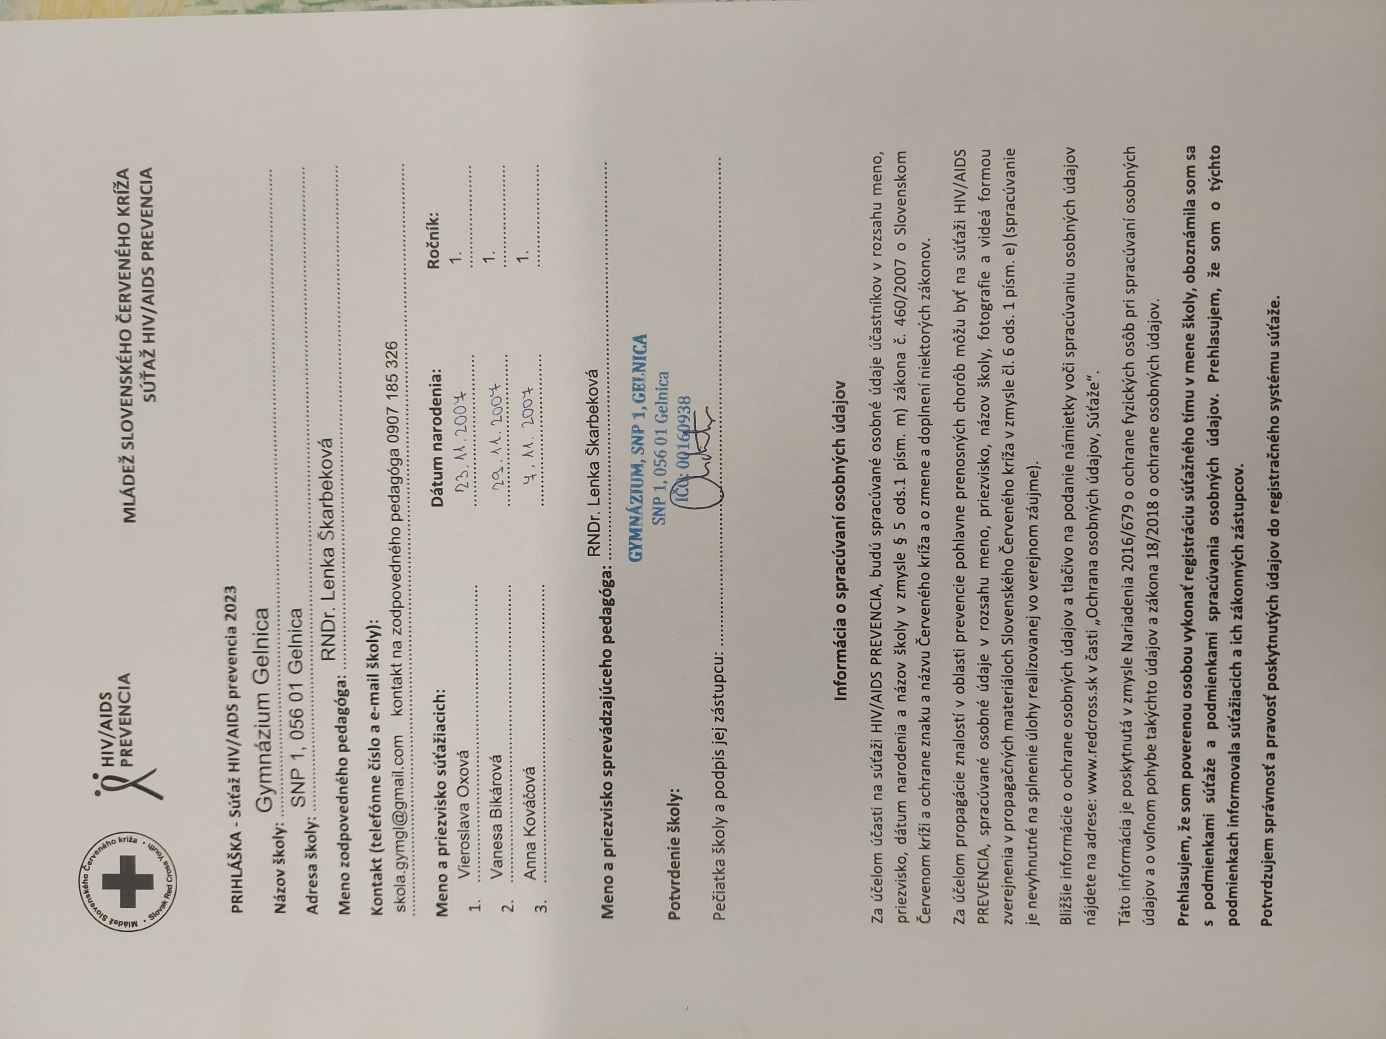 Mládež Slovenského Červeného kríža • Slovak Red Cross Youth •
HIV/AIDS
PREVENCIA
MLÁDEŽ SLOVENSKÉHO ČERVENÉHO KRÍŽA
SÚŤAŽ HIV/AIDS PREVENCIA
PRIHLÁŠKA - Súťaž HIV/AIDS prevencia 2023
Názov školy: Gymnázium Gelnica
Adresa školy: SNP 1, 056 01 Gelnica
Meno zodpovedného pedagóga: RNDr. Lenka Škarbeková
Kontakt (telefónne číslo a e-mail školy):
skola.gymgl@gmail.com kontakt na zodpovedného pedagóga 0907 185 326
Meno a priezvisko súťažiacich: Dátum narodenia: Ročník:
1. Vieroslava Oxová 23.11.2007 1.
2. Vanesa Bikárová 29.11.2007 1.
3. Anna Kováčová 7.11.2007 1.
Meno a priezvisko sprevádzajúceho pedagóga: RNDr. Lenka Škarbeková
GYMNÁZIUM, SNP 1, GELNICA
SNP 1, 056 01 Gelnica
IČO: 00160938
Potvrdenie školy:
Pečiatka školy a podpis jej zástupcu:
Informácia o spracúvaní osobných údajov
Za účelom účasti na súťaži HIV/AIDS PREVENCIA, budú spracúvané osobné údaje účastníkov v rozsahu meno,
priezvisko, dátum narodenia a názov školy v zmysle § 5 ods.1 písm. m) zákona č. 460/2007 o Slovenskom
Červenom kríži a ochrane znaku a názvu Červeného kríža a o zmene a doplnení niektorých zákonov.
Za účelom propagácie znalostí v oblasti prevencie pohlavne prenosných chorôb môžu byť na súťaži HIV/AIDS
PREVENCIA, spracúvané osobné údaje v rozsahu meno, priezvisko, názov školy, fotografie a videá formou
zverejnenia v propagačných materiáloch Slovenského Červeného kríža v zmysle čl. 6 ods. 1 písm. e) (spracúvanie
je nevyhnutné na splnenie úlohy realizovanej vo verejnom záujme).
Bližšie informácie o ochrane osobných údajov a tlačivo na podanie námietky voči spracúvaniu osobných údajov
nájdete na adrese: www.redcross.sk v časti „Ochrana osobných údajov, Súťaže“.
Táto informácia je poskytnutá v zmysle Nariadenia 2016/679 o ochrane fyzických osôb pri spracúvaní osobných
údajov a o voľnom pohybe takýchto údajov a zákona 18/2018 o ochrane osobných údajov.
Prehlasujem, že som poverenou osobou vykonať registráciu súťažného tímu v mene školy, oboznámila som sa
s podmienkami súťaže a podmienkami spracúvania osobných údajov. Prehlasujem, že som o týchto
podmienkach informovala súťažiacich a ich zákonných zástupcov.
Potvrdzujem správnosť a pravosť poskytnutých údajov do registračného systému súťaže.